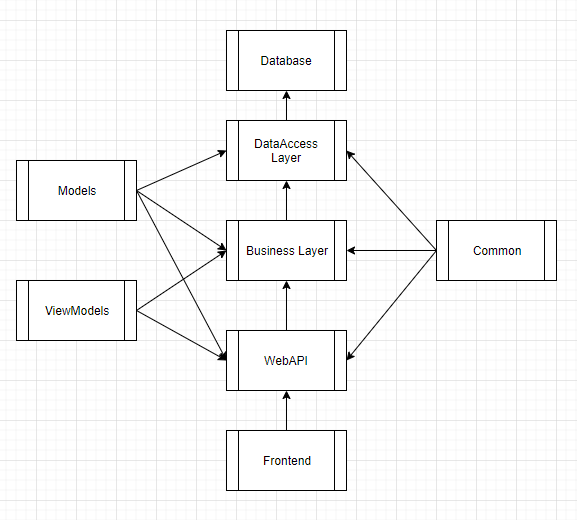 Database
DataAccess
Layer
Models
Business Layer
Common
ViewModels
WebAPI
Frontend